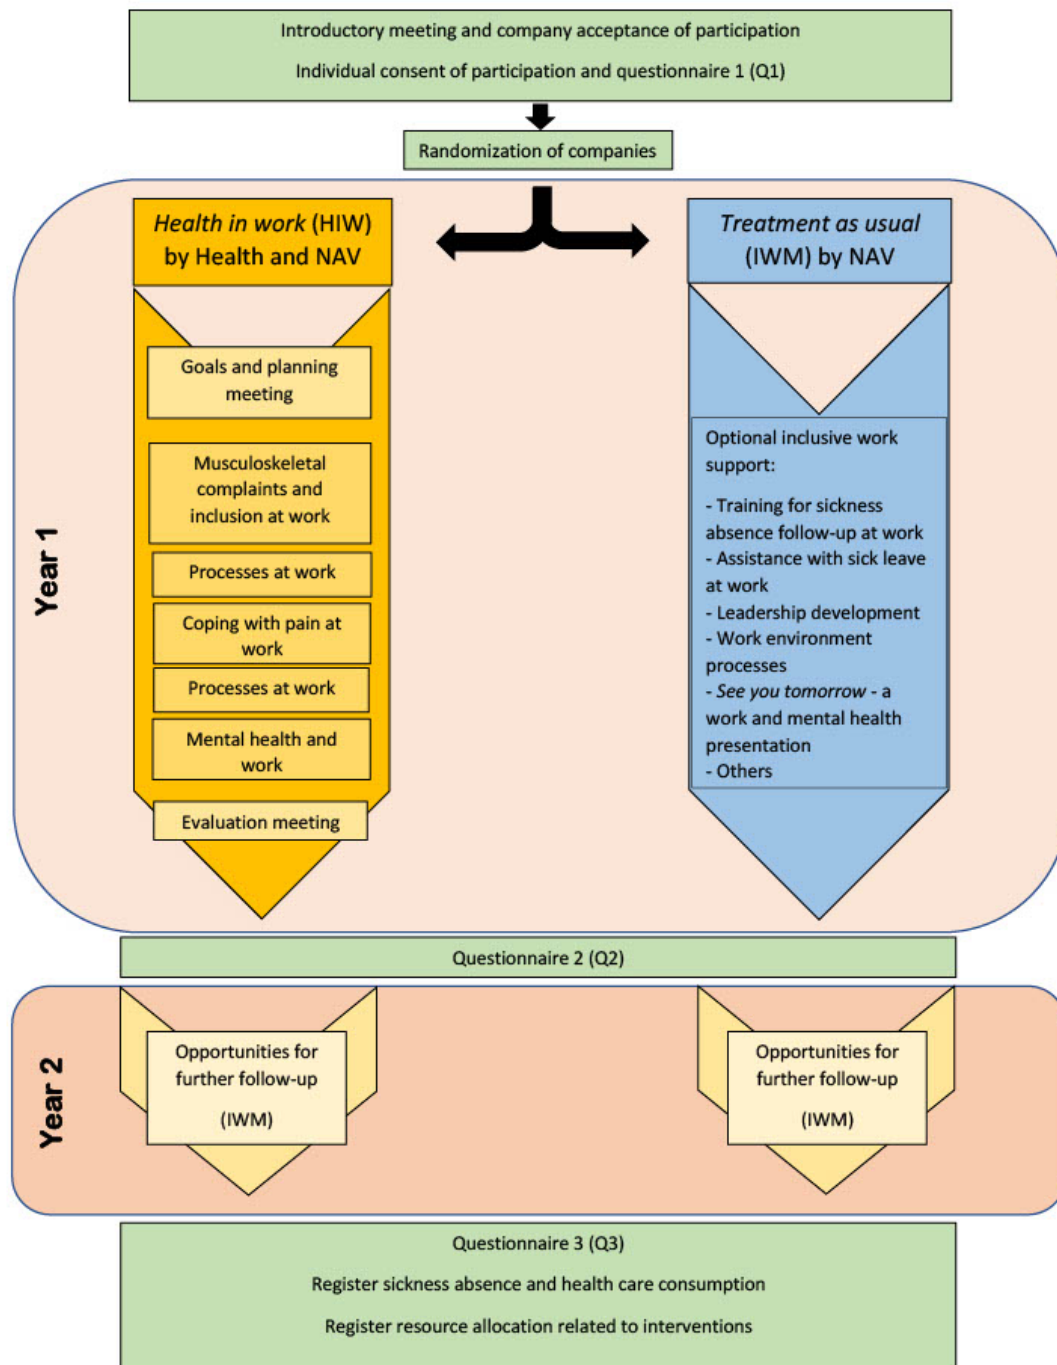 Introductory meeting and company acceptance of participation
Individual consent of participation and questionnaire 1 (Q1)
Randomization of companies
Year 1
Health in work (HIW)
by Health and NAV
Goals and planning
meeting
Musculoskeletal
complaints and
inclusion at work
Processes at work
Coping with pain at
work
Processes at work
Mental health and
work
Evaluation meeting
Treatment as usual
(IWM) by NAV
Optional inclusive work
support:
- Training for sickness
absence follow-up at work
- Assistance with sick leave
at work
- Leadership development
- Work environment
processes
- See you tomorrow - a
work and mental health
presentation
- Others
Questionnaire 2 (Q2)
Year 2
Opportunities for
further follow-up
(IWM)
Opportunities for
further follow-up
(IWM)
Questionnaire 3 (Q3)
Register sickness absence and health care consumption
Register resource allocation related to interventions